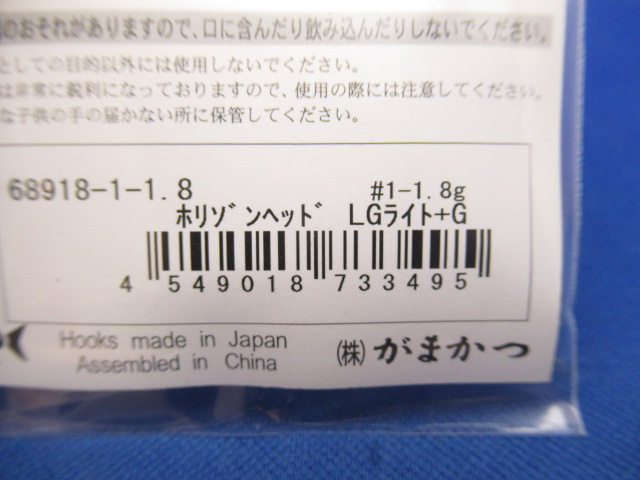 のおそれがありますので、口に含んだり飲み込んだりしないでください。
としての目的以外には使用しないでください。
は非常に鋭利になっておりますので、使用の際には注意してください。
な子供の手の届かない所に保管してください。
68918-1-1.8 #1-1.8g
ホリゾンヘッド LGライト+G
4 549018 733495
Hooks made in Japan
Assembled in China
(株) がまかつ